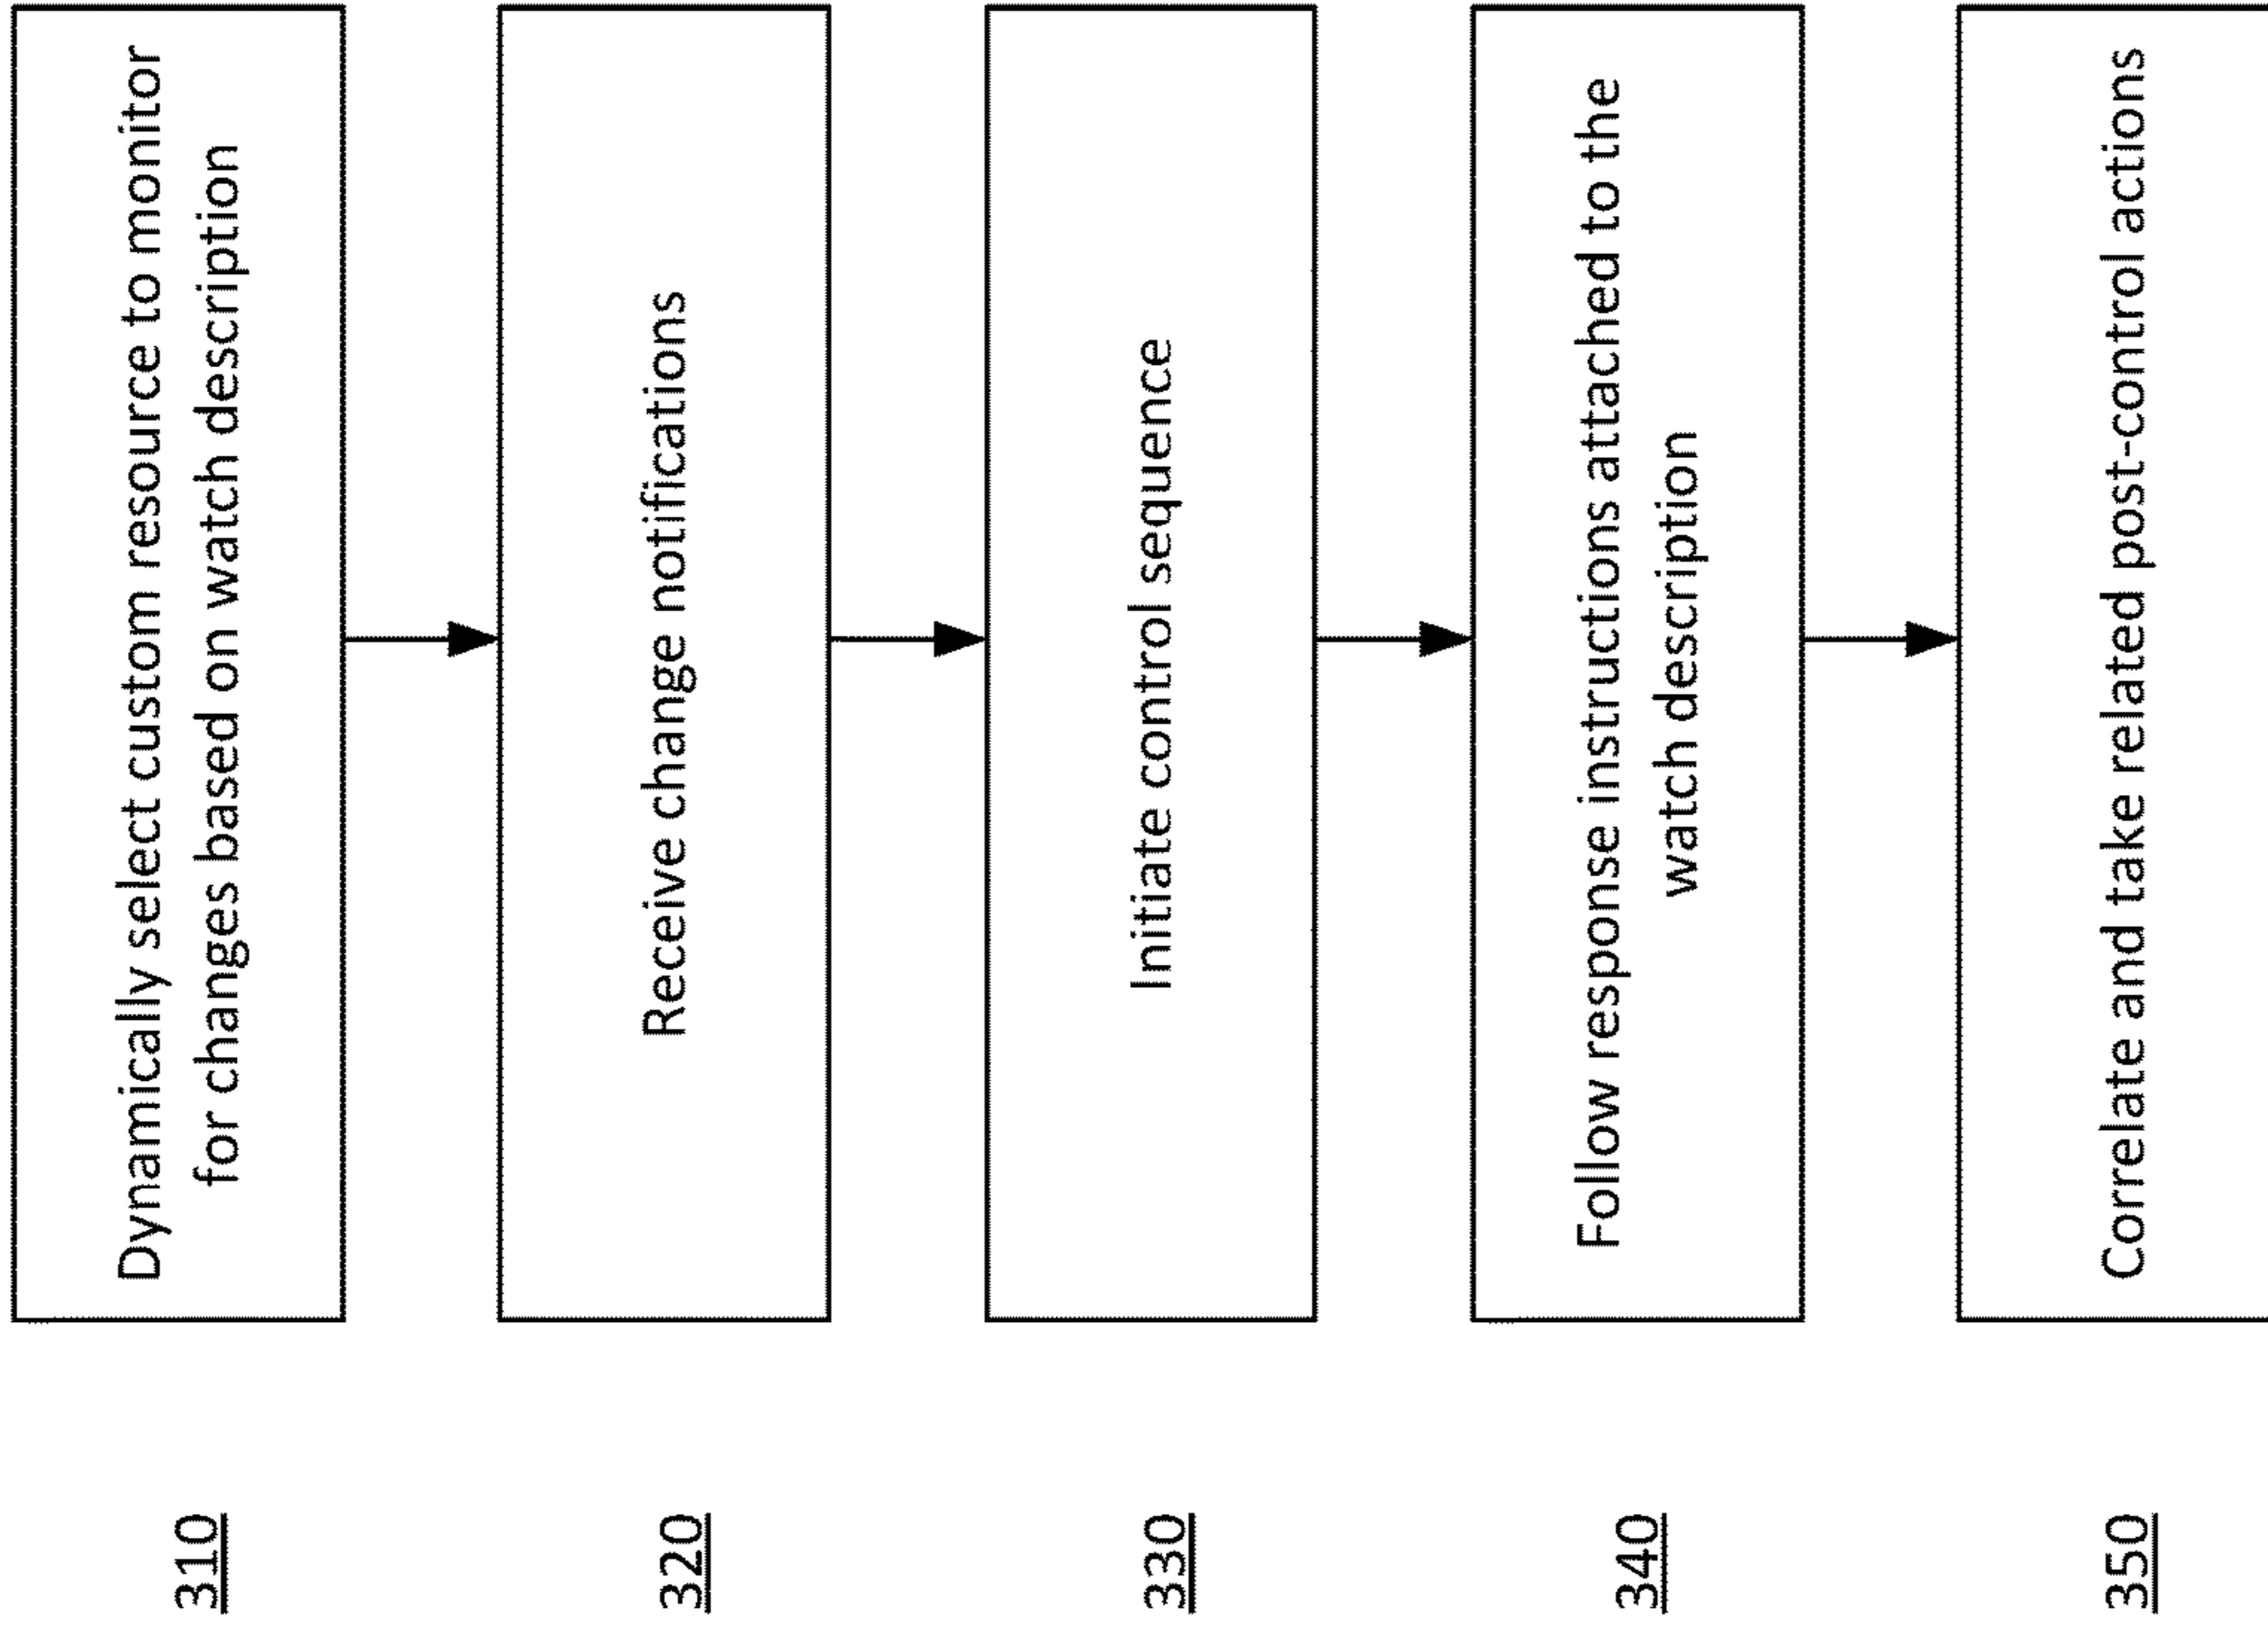 310
Dynamically select custom resource to monitor
for changes based on watch description
320
Receive change notifications
330
Initiate control sequence
340
Follow response instructions attached to the
watch description
350
Correlate and take related post-control actions